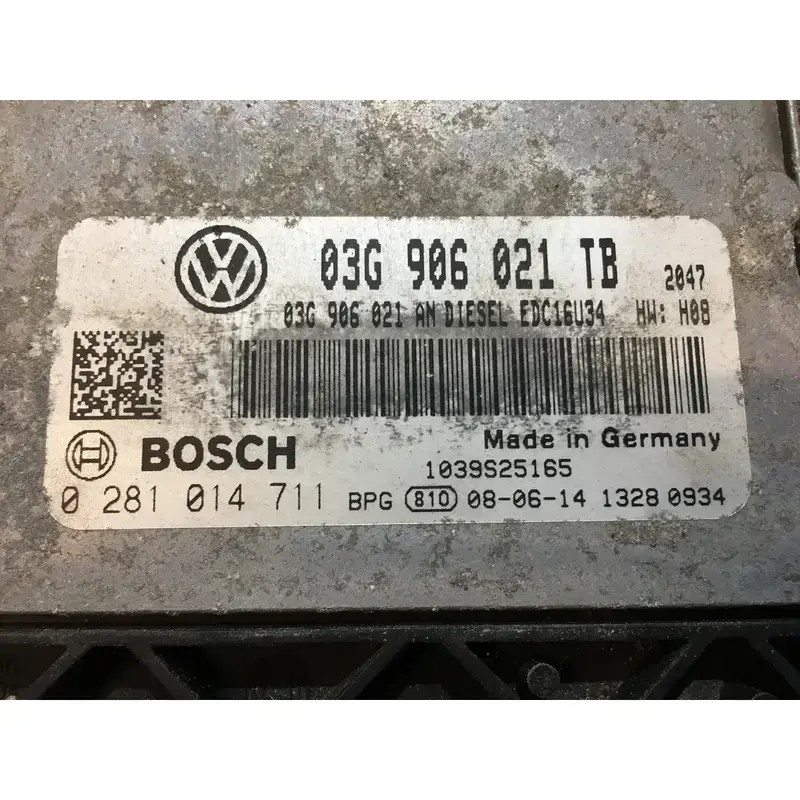 03G 906 021 TB 2047
03G 906 021 AN DIESEL EDC16U34 HW: H08
BOSCH Made in Germany
1039S25165
0 281 014 711 BPG 810 08-06-14 1328 0934